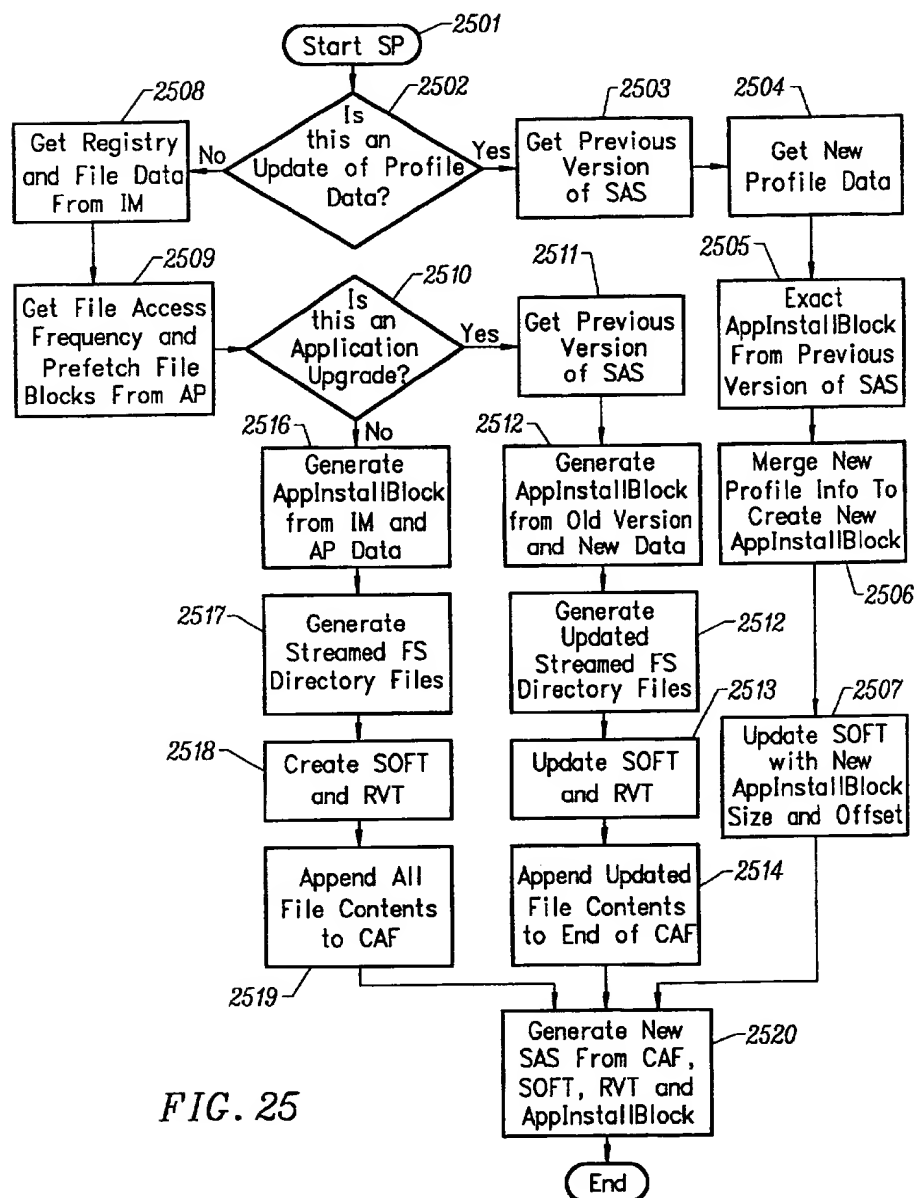 2501
Start SP
2508
2502
2503
2504
Get Registry
and File Data
From IM
No
Is
this an
Update of Profile
Data?
Yes
Get Previous
Version
of SAS
Get New
Profile Data
2509
Get File Access
Frequency and
Prefetch File
Blocks From AP
2510
Is
this an
Application
Upgrade?
Yes
No
2511
Get Previous
Version
of SAS
2505
Exact
AppInstallBlock
From Previous
Version of SAS
2516
Generate
AppInstallBlock
from IM and
AP Data
2512
Generate
AppInstallBlock
from Old Version
and New Data
Merge New
Profile Info To
Create New
AppInstallBlock
2506
2517
Generate
Streamed FS
Directory Files
Generate
Updated
Streamed FS
Directory Files
2512
2507
Update SOFT
with New
AppInstallBlock
Size and Offset
2518
Create SOFT
and RVT
2513
Update SOFT
and RVT
Append All
File Contents
to CAF
2519
Append Updated
File Contents
to End of CAF
2514
Generate New
SAS From CAF,
SOFT, RVT and
AppInstallBlock
2520
FIG. 25
End